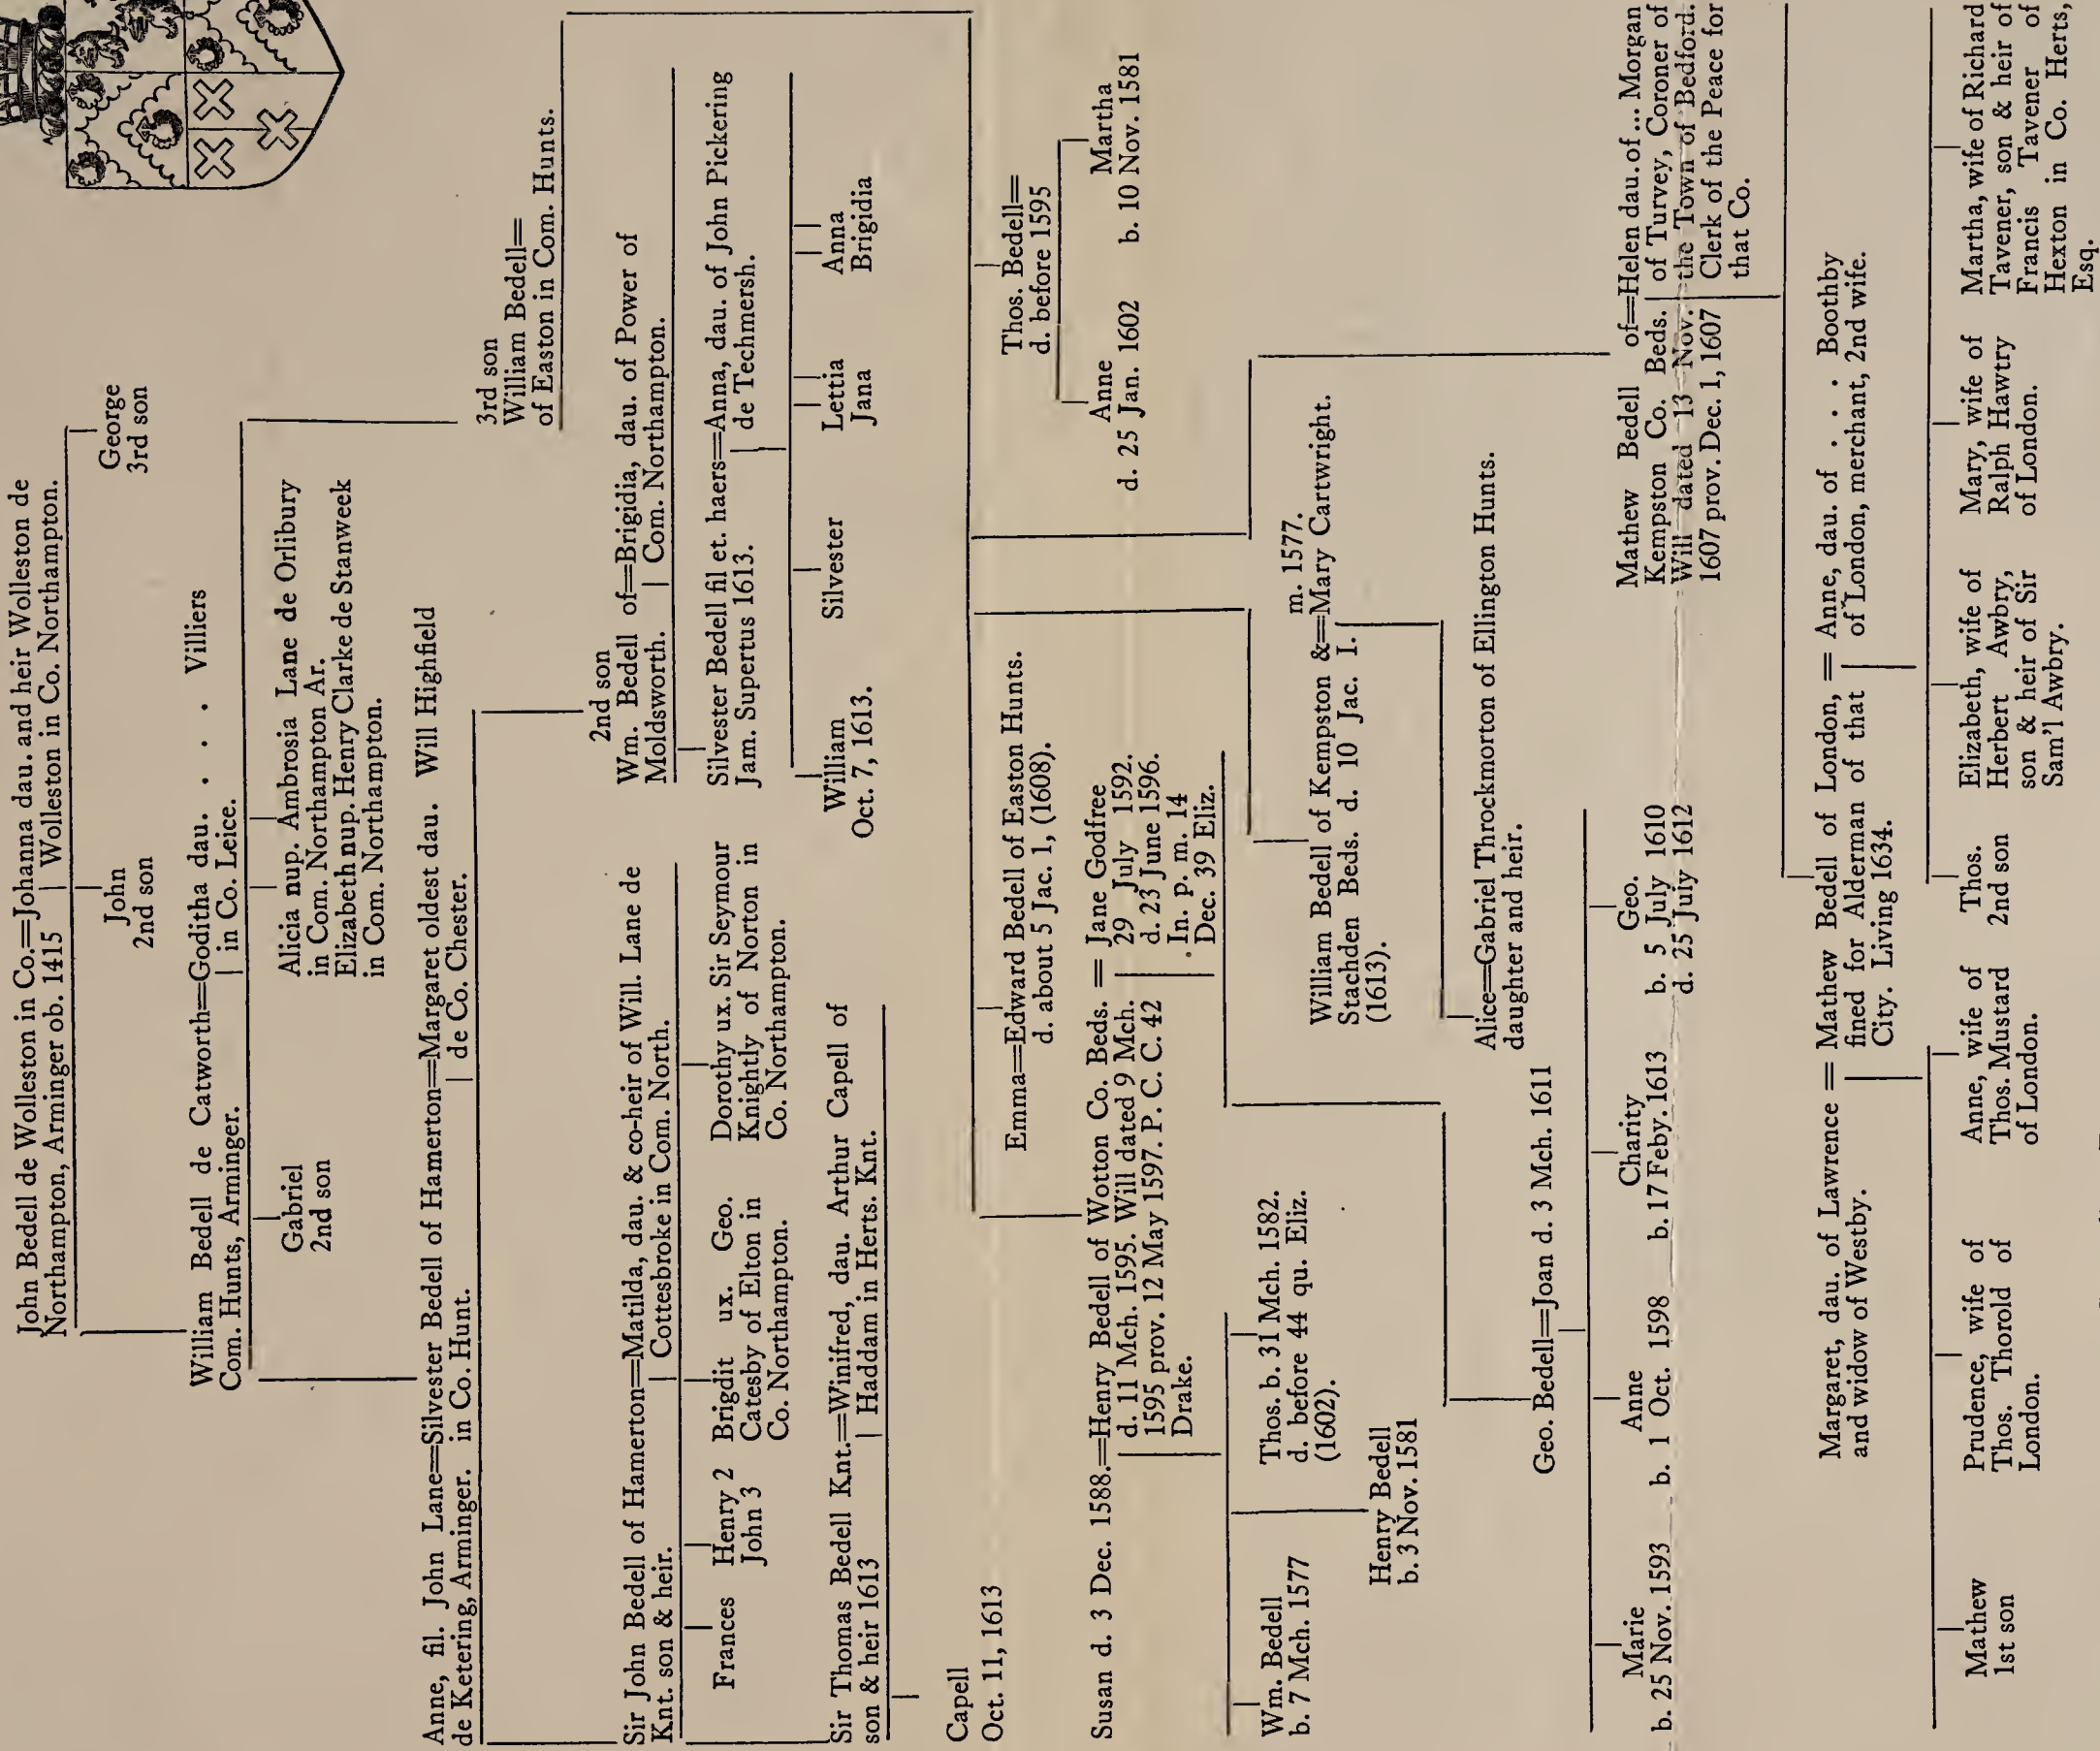 John Bedell de Wolleston in Co.=Johanna dau. and heir Wolleston de
Northampton, Arminger ob. 1415 | Wolleston in Co. Northampton.
John
2nd son
George
3rd son
William Bedell de Catworth=Goditha dau. . . . Villiers
Com. Hunts, Arminger. | in Co. Leice.
Gabriel
2nd son
Alicia nup. Ambrosia Lane de Orlibury
in Com. Northampton Ar.
Elizabeth nup. Henry Clarke de Stanweek
in Com. Northampton.
Anne, fil. John Lane=Silvester Bedell of Hamerton=Margaret oldest dau. Will Highfield
de Ketering, Arminger. in Co. Hunt. | de Co. Chester.
3rd son
William Bedell=
of Easton in Com. Hunts.
2nd son
Wm. Bedell of=Brigidia, dau. of Power of
Moldsworth. | Com. Northampton.
Sir John Bedell of Hamerton=Matilda, dau. & co-heir of Will. Lane de
Knt. son & heir. | Cottesbroke in Com. North.
Silvester Bedell fil et. haers=Anna, dau. of John Pickering
Jam. Supertus 1613. | de Techmersh.
Frances
Henry 2
John 3
Brigdit ux. Geo.
Catesby of Elton in
Co. Northampton.
Dorothy ux. Sir Seymour
Knightly of Norton in
Co. Northampton.
William
Oct. 7, 1613.
Silvester
Letia
Jana
Anna
Brigidia
Sir Thomas Bedell Knt.=Winifred, dau. Arthur Capell of
son & heir 1613 | Haddam in Herts. Knt.
Capell
Oct. 11, 1613
Emma=Edward Bedell of Easton Hunts.
d. about 5 Jac. 1, (1608).
Thos. Bedell=
d. before 1595
Anne
d. 25 Jan. 1602
Martha
b. 10 Nov. 1581
Susan d. 3 Dec. 1588.=Henry Bedell of Wotton Co. Beds. = Jane Godfree
d. 11 Mch. 1595. Will dated 9 Mch. | 29 July 1592.
1595 prov. 12 May 1597. P. C. C. 42 | d. 23 June 1596.
Drake.
In. p. m. 14
Dec. 39 Eliz.
Wm. Bedell
b. 7 Mch. 1577
Thos. b. 31 Mch. 1582.
d. before 44 qu. Eliz.
(1602).
Henry Bedell
b. 3 Nov. 1581
m. 1577.
William Bedell of Kempston &=Mary Cartwright.
Stachden Beds. d. 10 Jac. I.
(1613).
Alice=Gabriel Throckmorton of Ellington Hunts.
daughter and heir.
Geo. Bedell=Joan d. 3 Mch. 1611
Marie
b. 25 Nov. 1593
Anne
b. 1 Oct. 1598
Charity
b. 17 Feby. 1613
Geo.
b. 5 July 1610
d. 25 July 1612
Mathew Bedell of=Helen dau. of ... Morgan
Kempston Co. Beds. | of Turvey, Coroner of
Will dated 13 Nov. the Town of Bedford.
1607 prov. Dec. 1, 1607 Clerk of the Peace for
that Co.
Margaret, dau. of Lawrence = Mathew Bedell of London, = Anne, dau. of . . . Boothby
and widow of Westby. | fined for Alderman of that | of London, merchant, 2nd wife.
City. Living 1634.
Mathew
1st son
Prudence, wife of
Thos. Thorold of
London.
Anne, wife of
Thos. Mustard
of London.
Thos.
2nd son
Elizabeth, wife of
Herbert Awbry,
son & heir of Sir
Sam'l Awbry.
Mary, wife of
Ralph Hawtry
of London.
Martha, wife of Richard
Tavener, son & heir of
Francis Tavener of
Hexton in Co. Herts,
Esq.